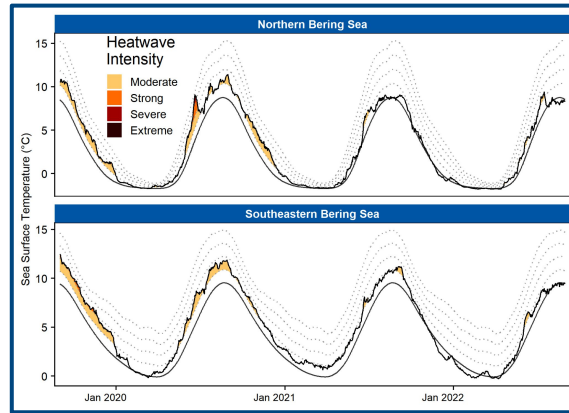 Northern Bering Sea
15
10
5
0
Heatwave
Intensity
Moderate
Strong
Severe
Extreme
Sea Surface Temperature (°C)
Southeastern Bering Sea
15
10
5
0
Jan 2020
Jan 2021
Jan 2022